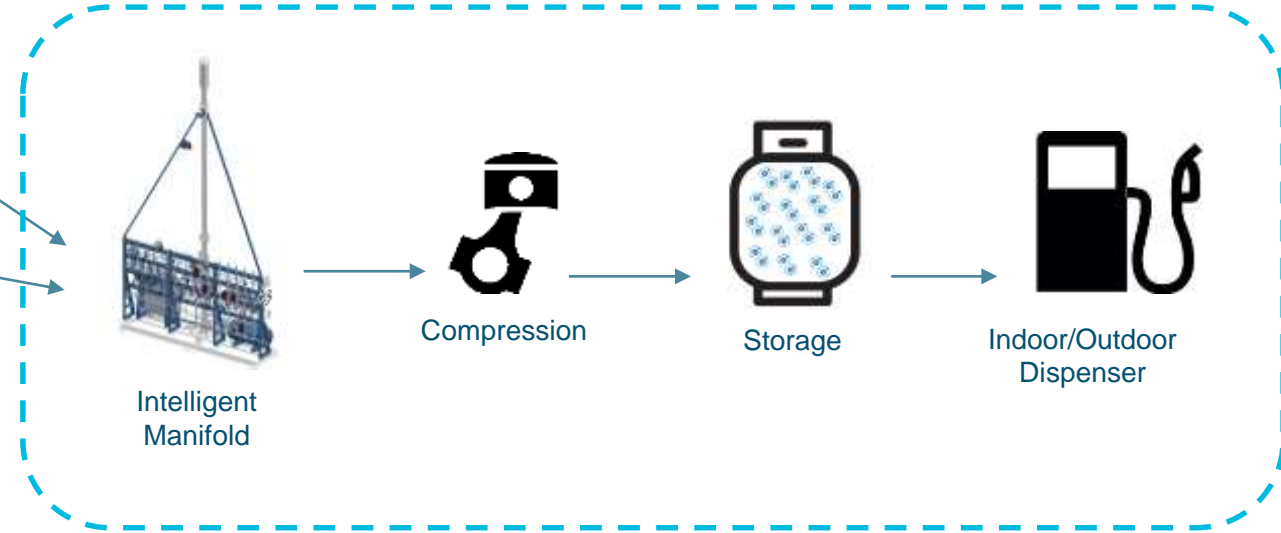 Intelligent
Manifold
Compression
Storage
Indoor/Outdoor
Dispenser